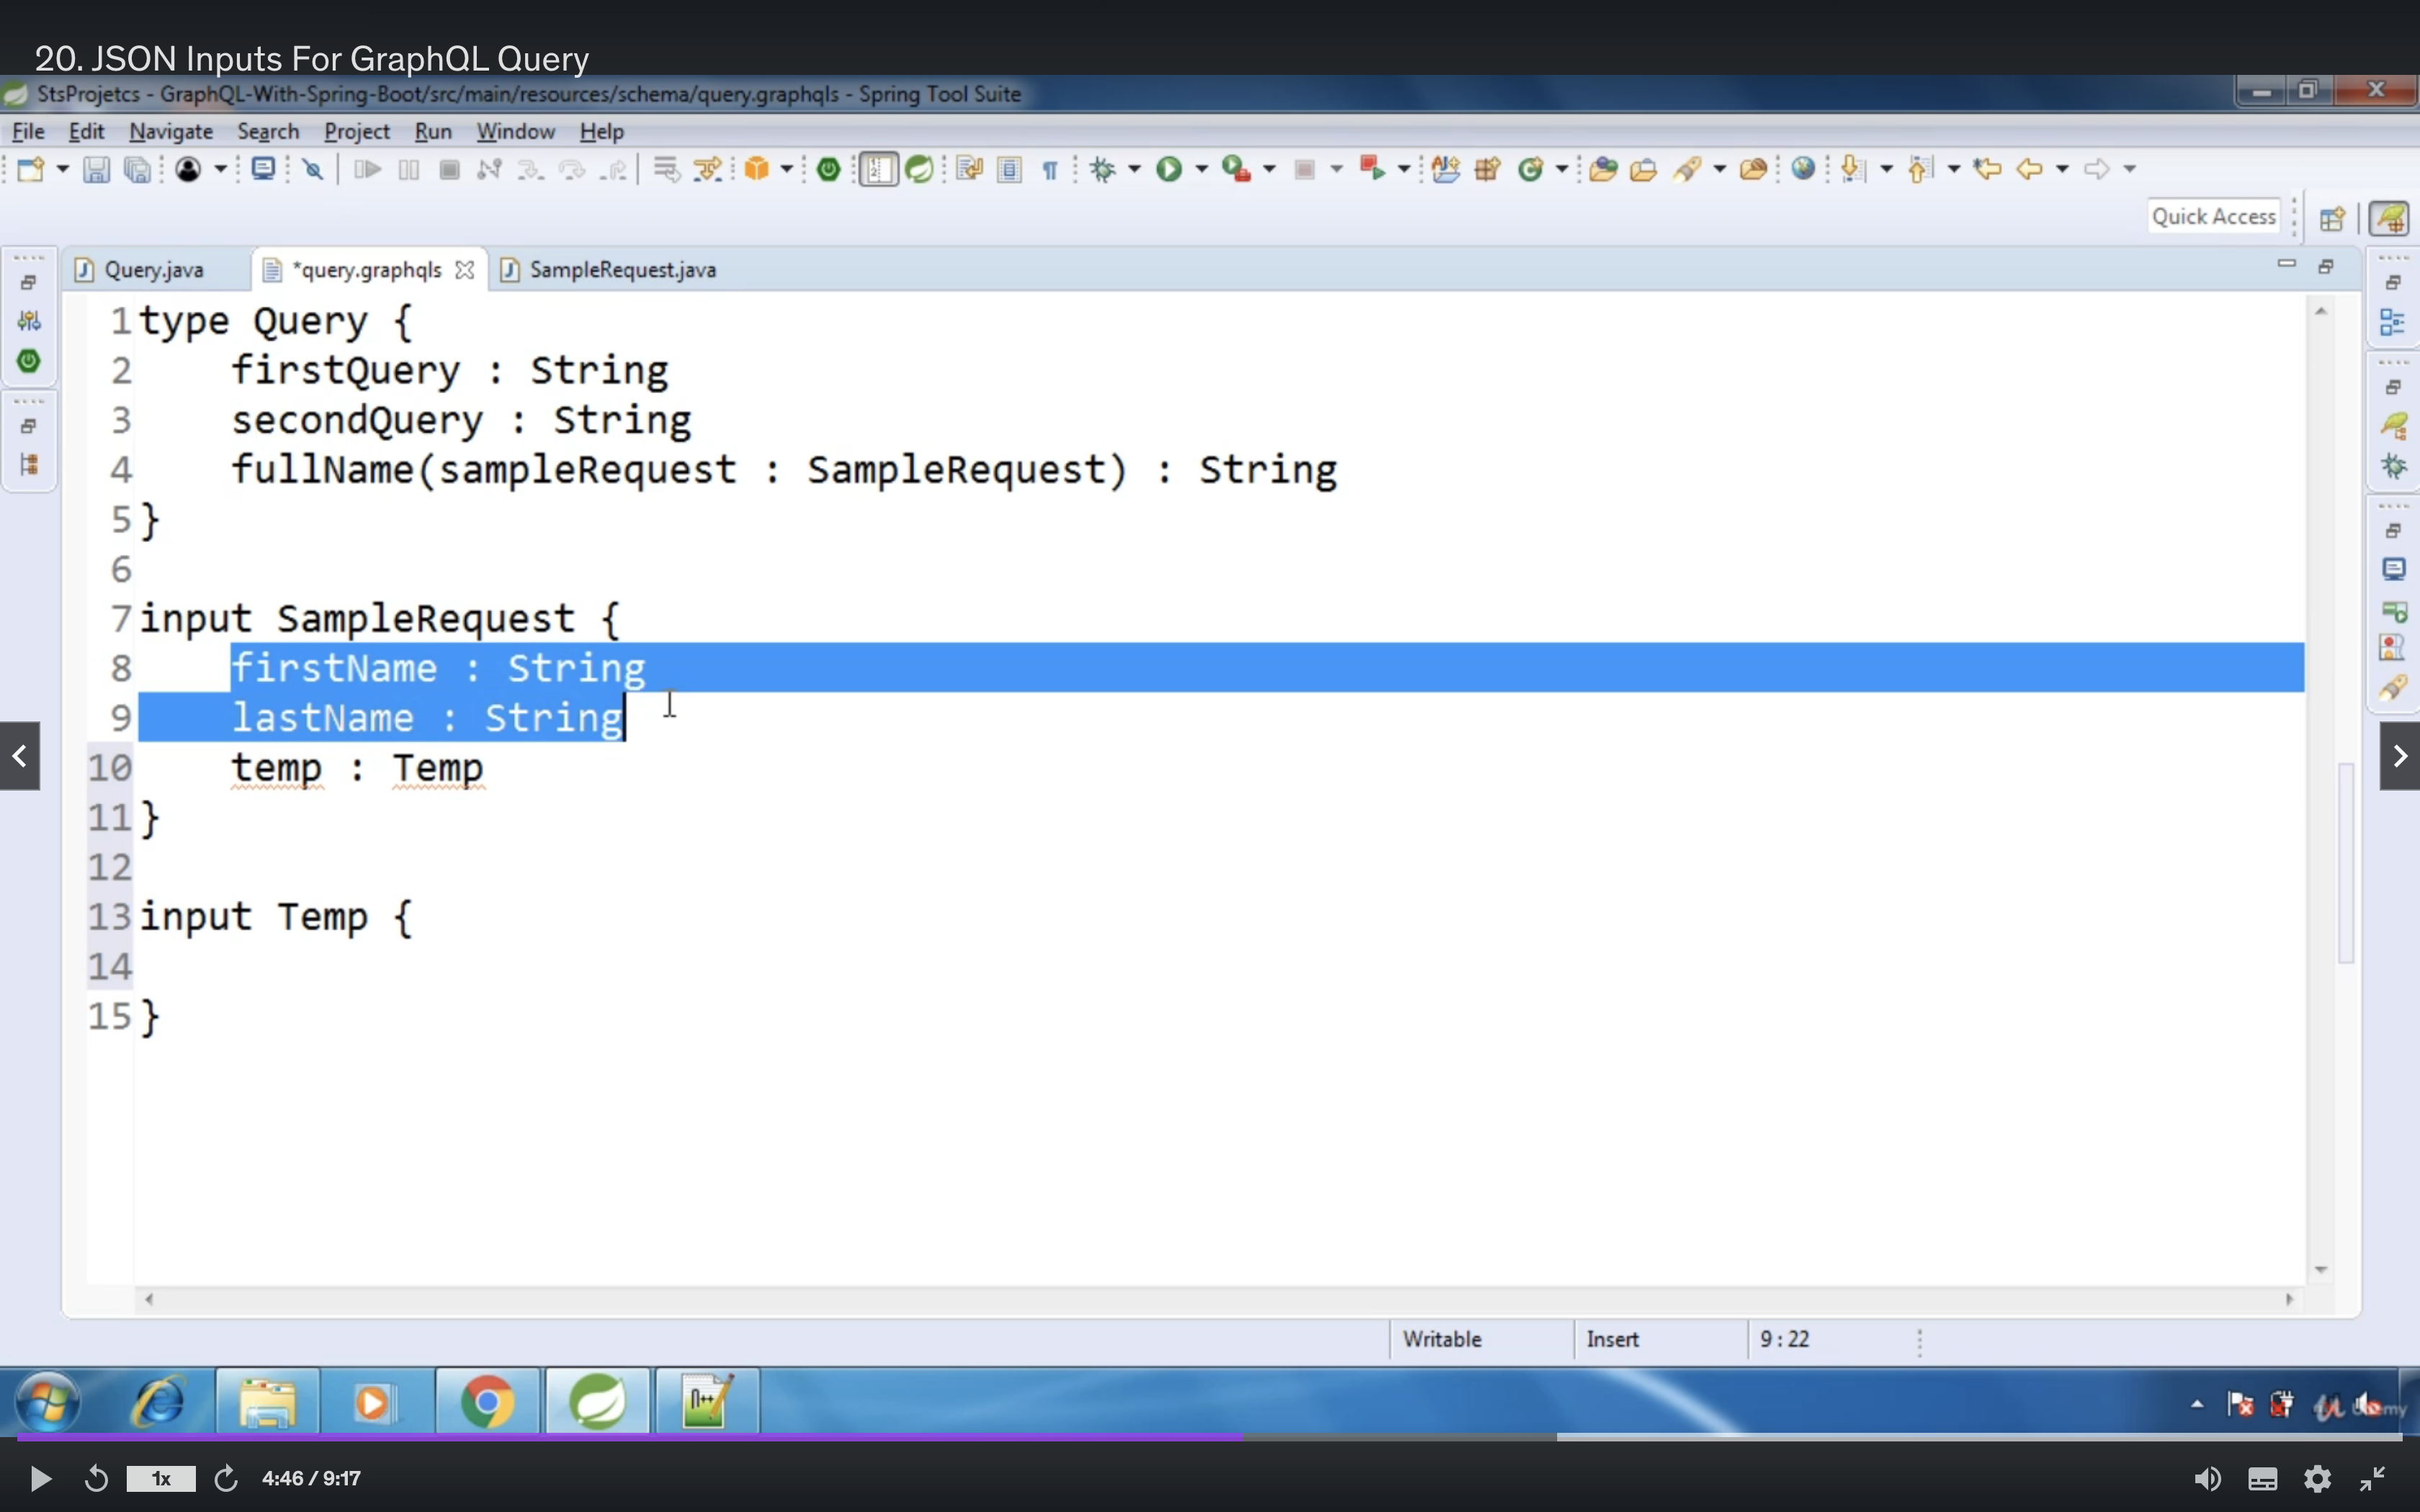 20. JSON Inputs For GraphQL Query
StsProjetcs - GraphQL-With-Spring-Boot/src/main/resources/schema/query.graphqls - Spring Tool Suite
File Edit Navigate Search Project Run Window Help
Quick Access
Query.java *query.graphqls SampleRequest.java
1 type Query {
2 firstQuery : String
3 secondQuery : String
4 fullName(sampleRequest : SampleRequest) : String
5 }
6
7 input SampleRequest {
8 firstName : String
9 lastName : String
10 temp : Temp
11 }
12
13 input Temp {
14
15 }
Writable Insert 9 : 22
1x 4:46 / 9:17